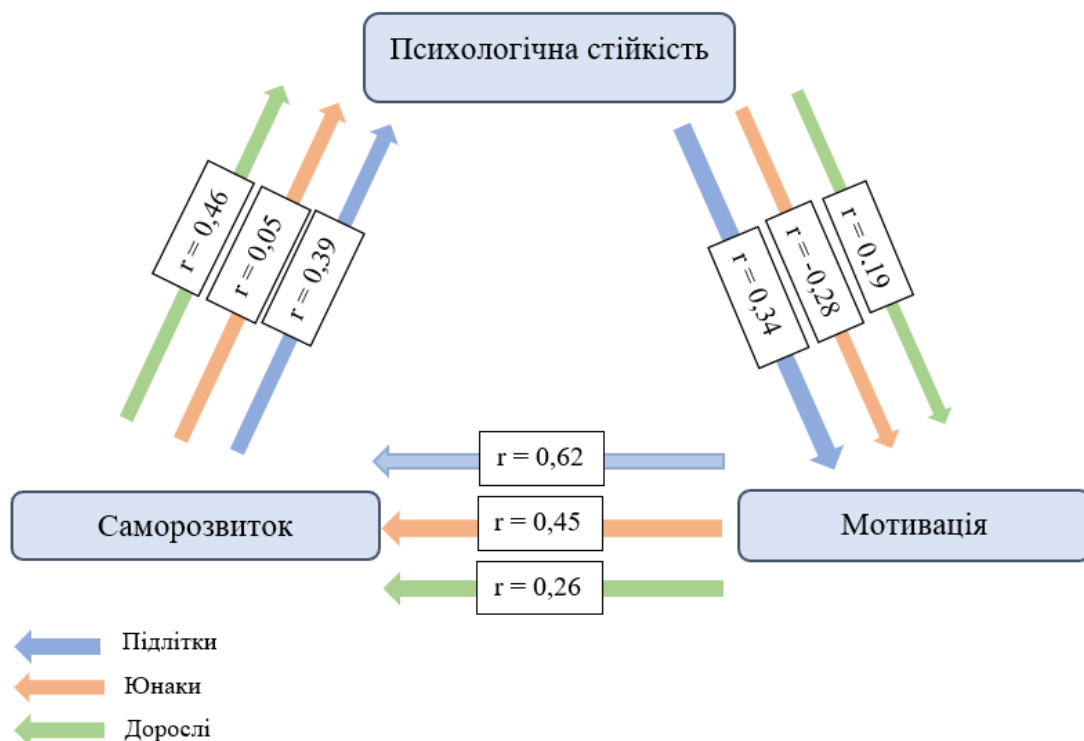 Психологічна стійкість
r = 0,46
r = 0,05
r = 0,39
r = 0,34
r = -0,28
r = 0.19
r = 0,62
r = 0,45
r = 0,26
Саморозвиток
Мотивація
Підлітки
Юнаки
Дорослі